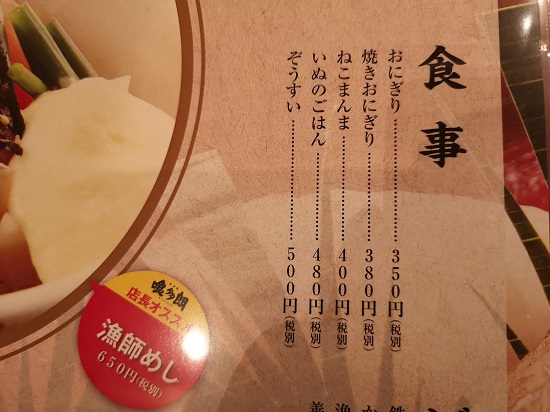 食事
おにぎり……………350円(税別)
焼きおにぎり……………380円(税別)
ねこまんま……………400円(税別)
いぬのごはん……………480円(税別)
ぞうすい……………500円(税別)
喰多朗
店長オススメ
漁師めし
650円(税別)